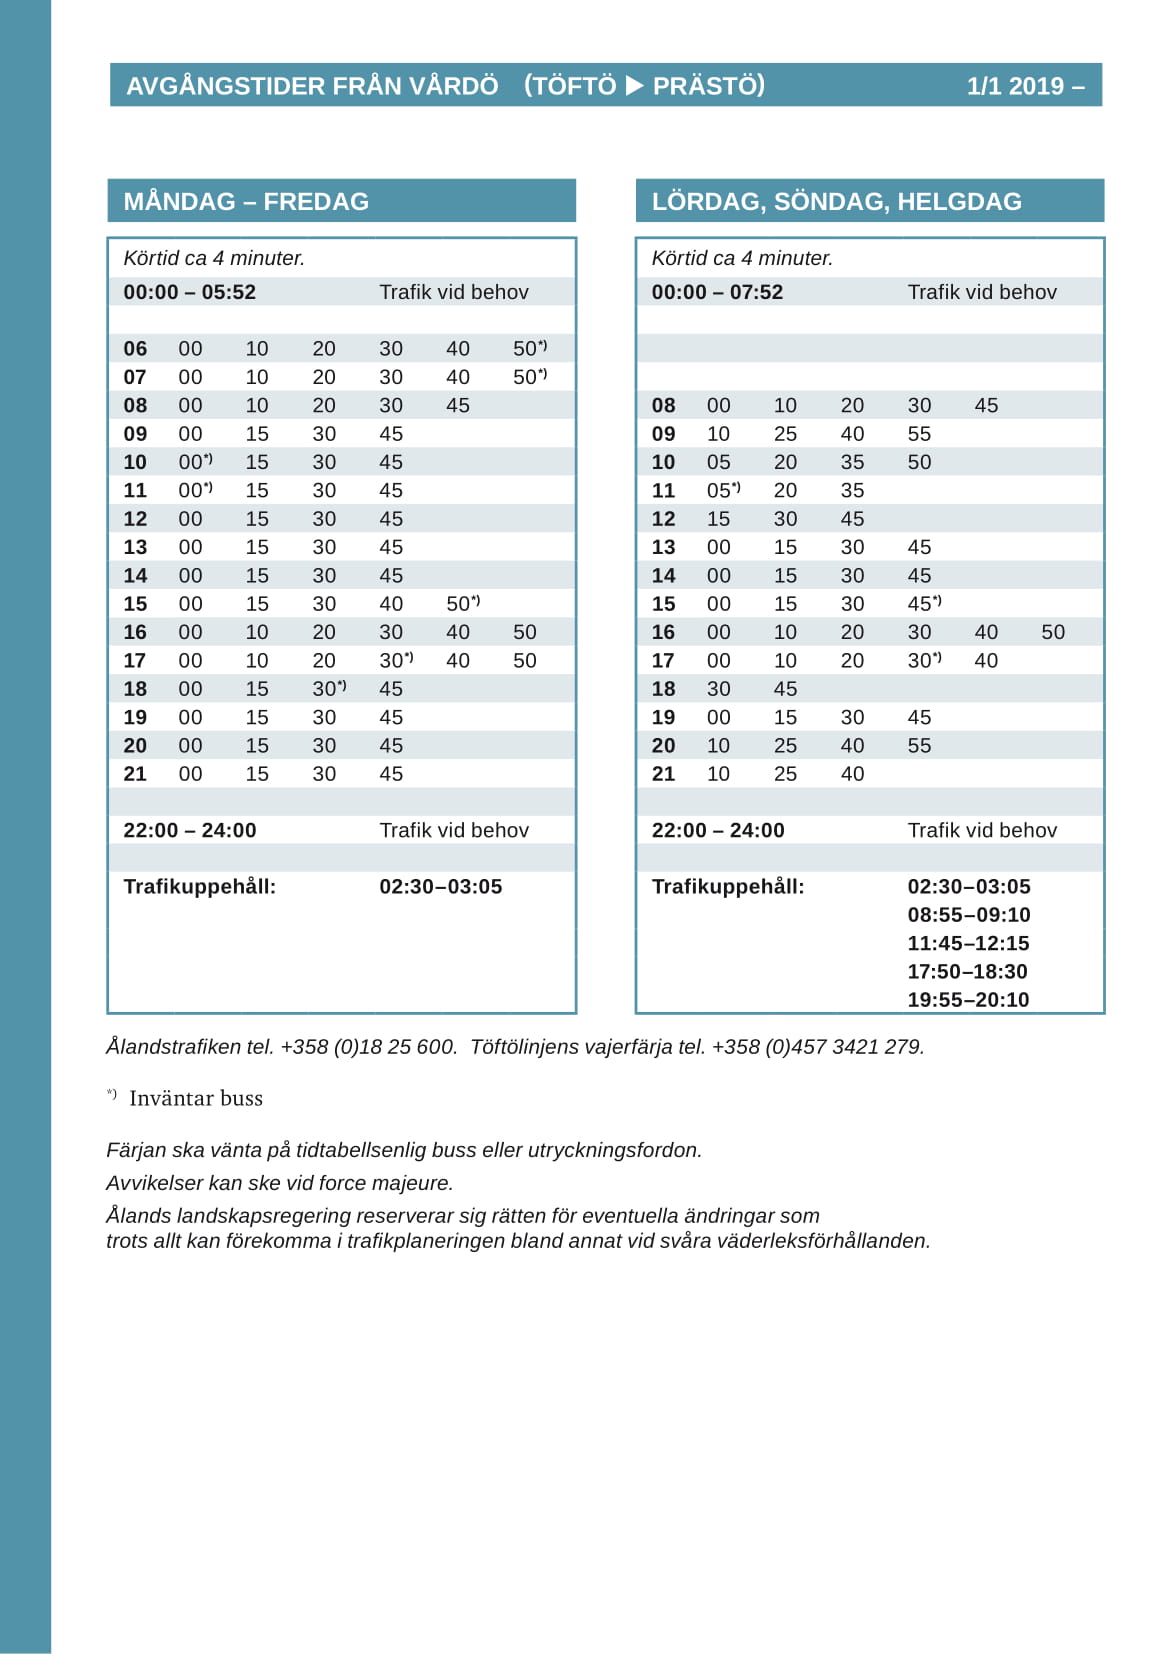 AVGÅNGSTIDER FRÅN VÅRDÖ (TÖFTÖ ▶ PRÄSTÖ) 1/1 2019 –
MÅNDAG – FREDAG
Körtid ca 4 minuter.
00:00 – 05:52 Trafik vid behov
06 00 10 20 30 40 50*)
07 00 10 20 30 40 50*)
08 00 10 20 30 45
09 00 15 30 45
10 00*) 15 30 45
11 00*) 15 30 45
12 00 15 30 45
13 00 15 30 45
14 00 15 30 45
15 00 15 30 40 50*)
16 00 10 20 30 40 50
17 00 10 20 30*) 40 50
18 00 15 30*) 45
19 00 15 30 45
20 00 15 30 45
21 00 15 30 45
22:00 – 24:00 Trafik vid behov
Trafikuppehåll: 02:30–03:05
LÖRDAG, SÖNDAG, HELGDAG
Körtid ca 4 minuter.
00:00 – 07:52 Trafik vid behov
08 00 10 20 30 45
09 10 25 40 55
10 05 20 35 50
11 05*) 20 35
12 15 30 45
13 00 15 30 45
14 00 15 30 45
15 00 15 30 45*)
16 00 10 20 30 40 50
17 00 10 20 30*) 40
18 30 45
19 00 15 30 45
20 10 25 40 55
21 10 25 40
22:00 – 24:00 Trafik vid behov
Trafikuppehåll: 02:30–03:05
08:55–09:10
11:45–12:15
17:50–18:30
19:55–20:10
Ålandstrafiken tel. +358 (0)18 25 600. Töftölinjens vajerfärja tel. +358 (0)457 3421 279.
*) Inväntar buss
Färjan ska vänta på tidtabellsenlig buss eller utryckningsfordon.
Avvikelser kan ske vid force majeure.
Ålands landskapsregering reserverar sig rätten för eventuella ändringar som
trots allt kan förekomma i trafikplaneringen bland annat vid svåra väderleksförhållanden.